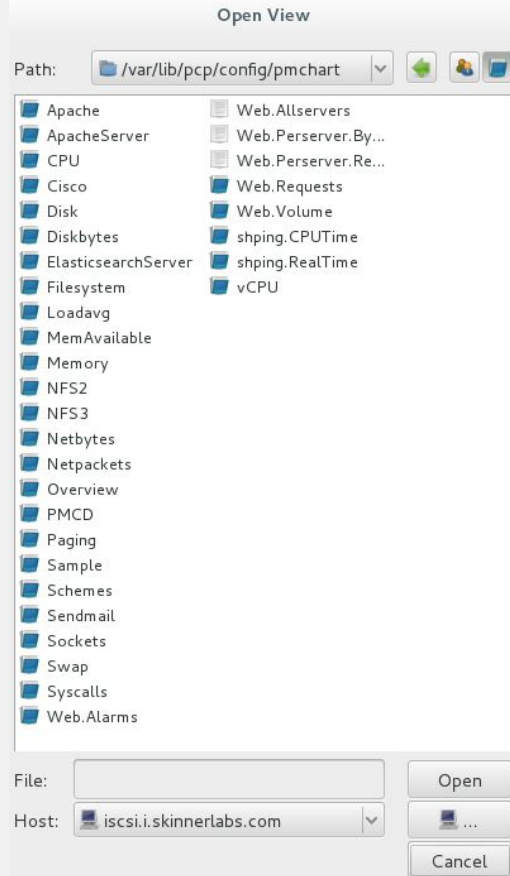 Open View
Path: /var/lib/pcp/config/pmchart
Apache
ApacheServer
CPU
Cisco
Disk
Diskbytes
ElasticsearchServer
Filesystem
Loadavg
MemAvailable
Memory
NFS2
NFS3
Netbytes
Netpackets
Overview
PMCD
Paging
Sample
Schemes
Sendmail
Sockets
Swap
Syscalls
Web.Alarms
Web.Allservers
Web.Perserver.By...
Web.Perserver.Re...
Web.Requests
Web.Volume
shping.CPUTime
shping.RealTime
vCPU
File:
Open
Host: iscsi.i.skinnerlabs.com
...
Cancel